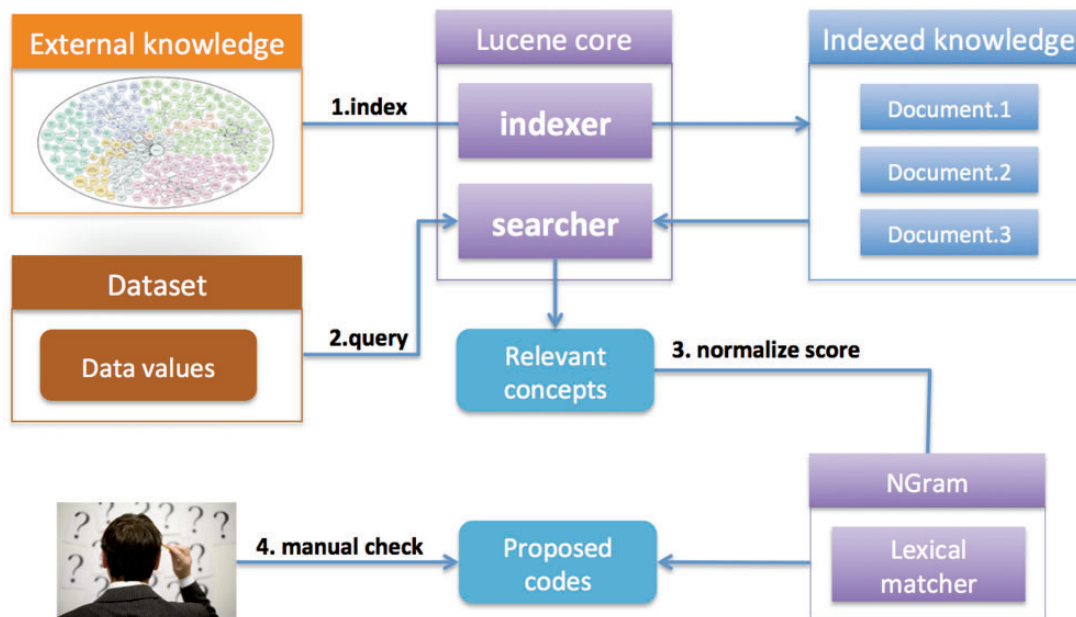 External knowledge
Lucene core
Indexed knowledge
1.index
indexer
Document.1
Document.2
searcher
Document.3
Dataset
2.query
Data values
Relevant
concepts
3. normalize score
NGram
4. manual check
Proposed
codes
Lexical
matcher
? ? ? ?